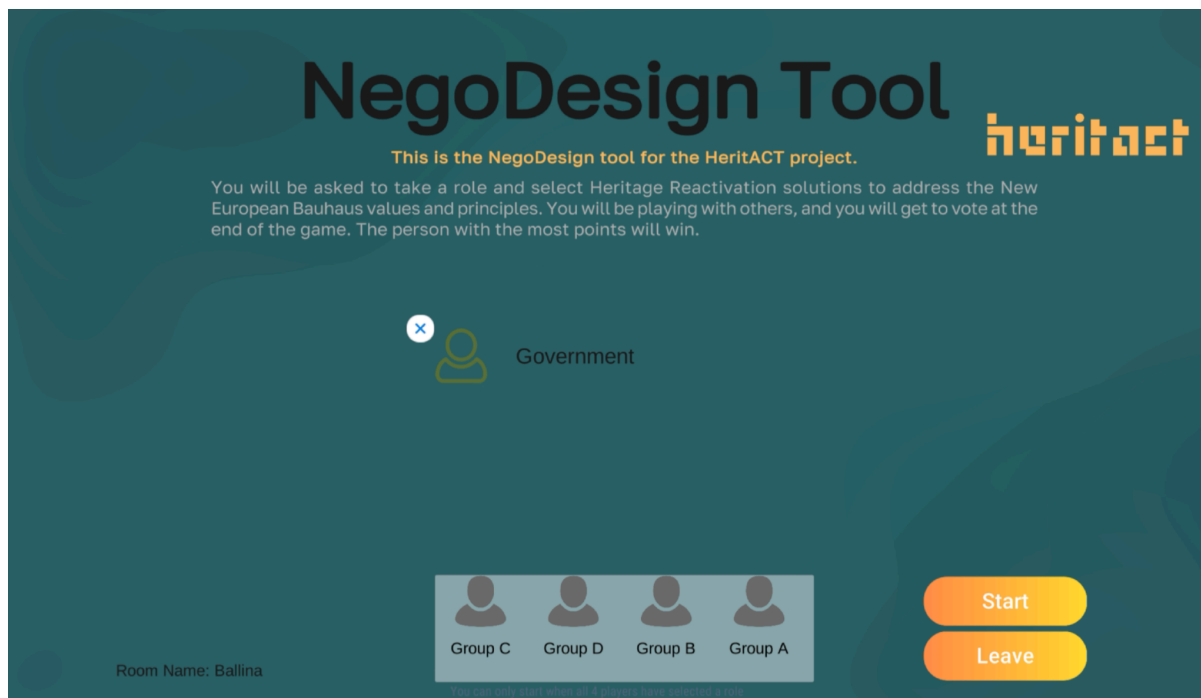 NegoDesign Tool
heritact
This is the NegoDesign tool for the HeritACT project.
You will be asked to take a role and select Heritage Reactivation solutions to address the New
European Bauhaus values and principles. You will be playing with others, and you will get to vote at the
end of the game. The person with the most points will win.
Government
Group C
Group D
Group B
Group A
Start
Leave
Room Name: Ballina
You can only start when all 4 players have selected a role